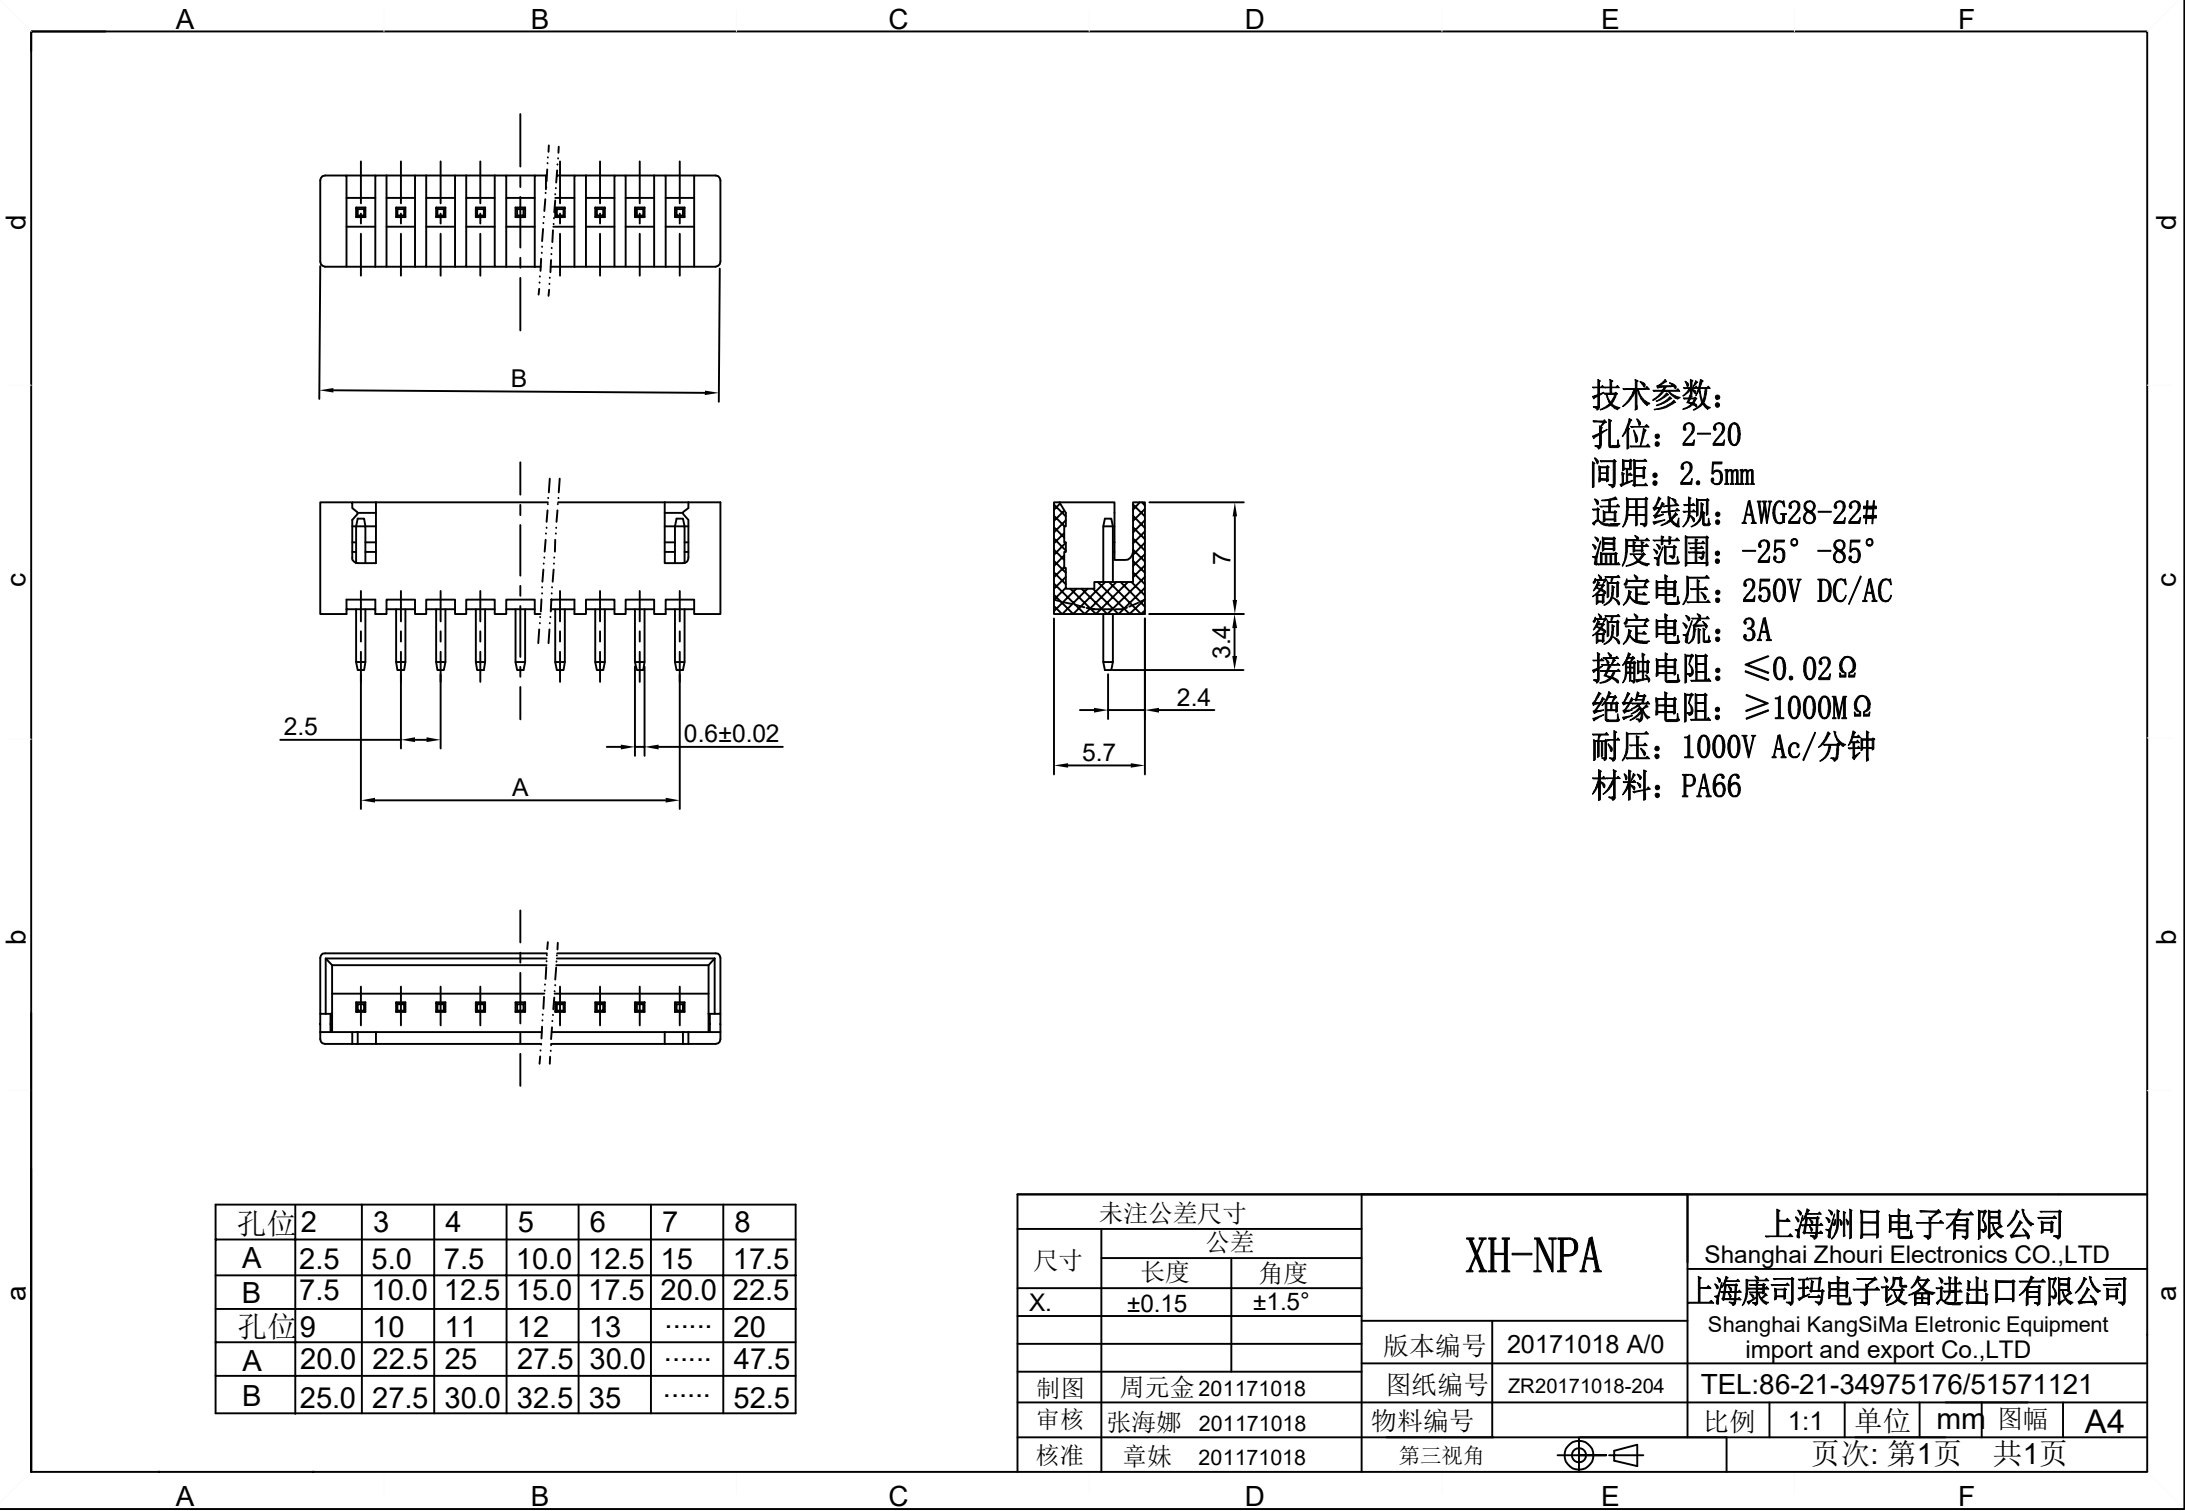 A B C D E F
d d
B
技术参数:
孔位: 2-20
间距: 2.5mm
适用线规: AWG28-22#
温度范围: -25° -85°
额定电压: 250V DC/AC
额定电流: 3A
接触电阻: ≤0.02Ω
绝缘电阻: ≥1000MΩ
耐压: 1000V Ac/分钟
材料: PA66
c c
7
3.4
2.4
5.7
2.5
0.6±0.02
A
b b
孔位 2 3 4 5 6 7 8
A 2.5 5.0 7.5 10.0 12.5 15 17.5
B 7.5 10.0 12.5 15.0 17.5 20.0 22.5
孔位 9 10 11 12 13 ...... 20
A 20.0 22.5 25 27.5 30.0 ...... 47.5
B 25.0 27.5 30.0 32.5 35 ...... 52.5
a a
未注公差尺寸
尺寸 公差
长度 角度
X. ±0.15 ±1.5°
制图 周元金 201171018
审核 张海娜 201171018
核准 章妹 201171018
XH-NPA
版本编号 20171018 A/0
图纸编号 ZR20171018-204
物料编号
第三视角
上海洲日电子有限公司
Shanghai Zhouri Electronics CO.,LTD
上海康司玛电子设备进出口有限公司
Shanghai KangSiMa Eletronic Equipment
import and export Co.,LTD
TEL:86-21-34975176/51571121
比例 1:1 单位 mm 图幅 A4
页次: 第1页 共1页
A B C D E F